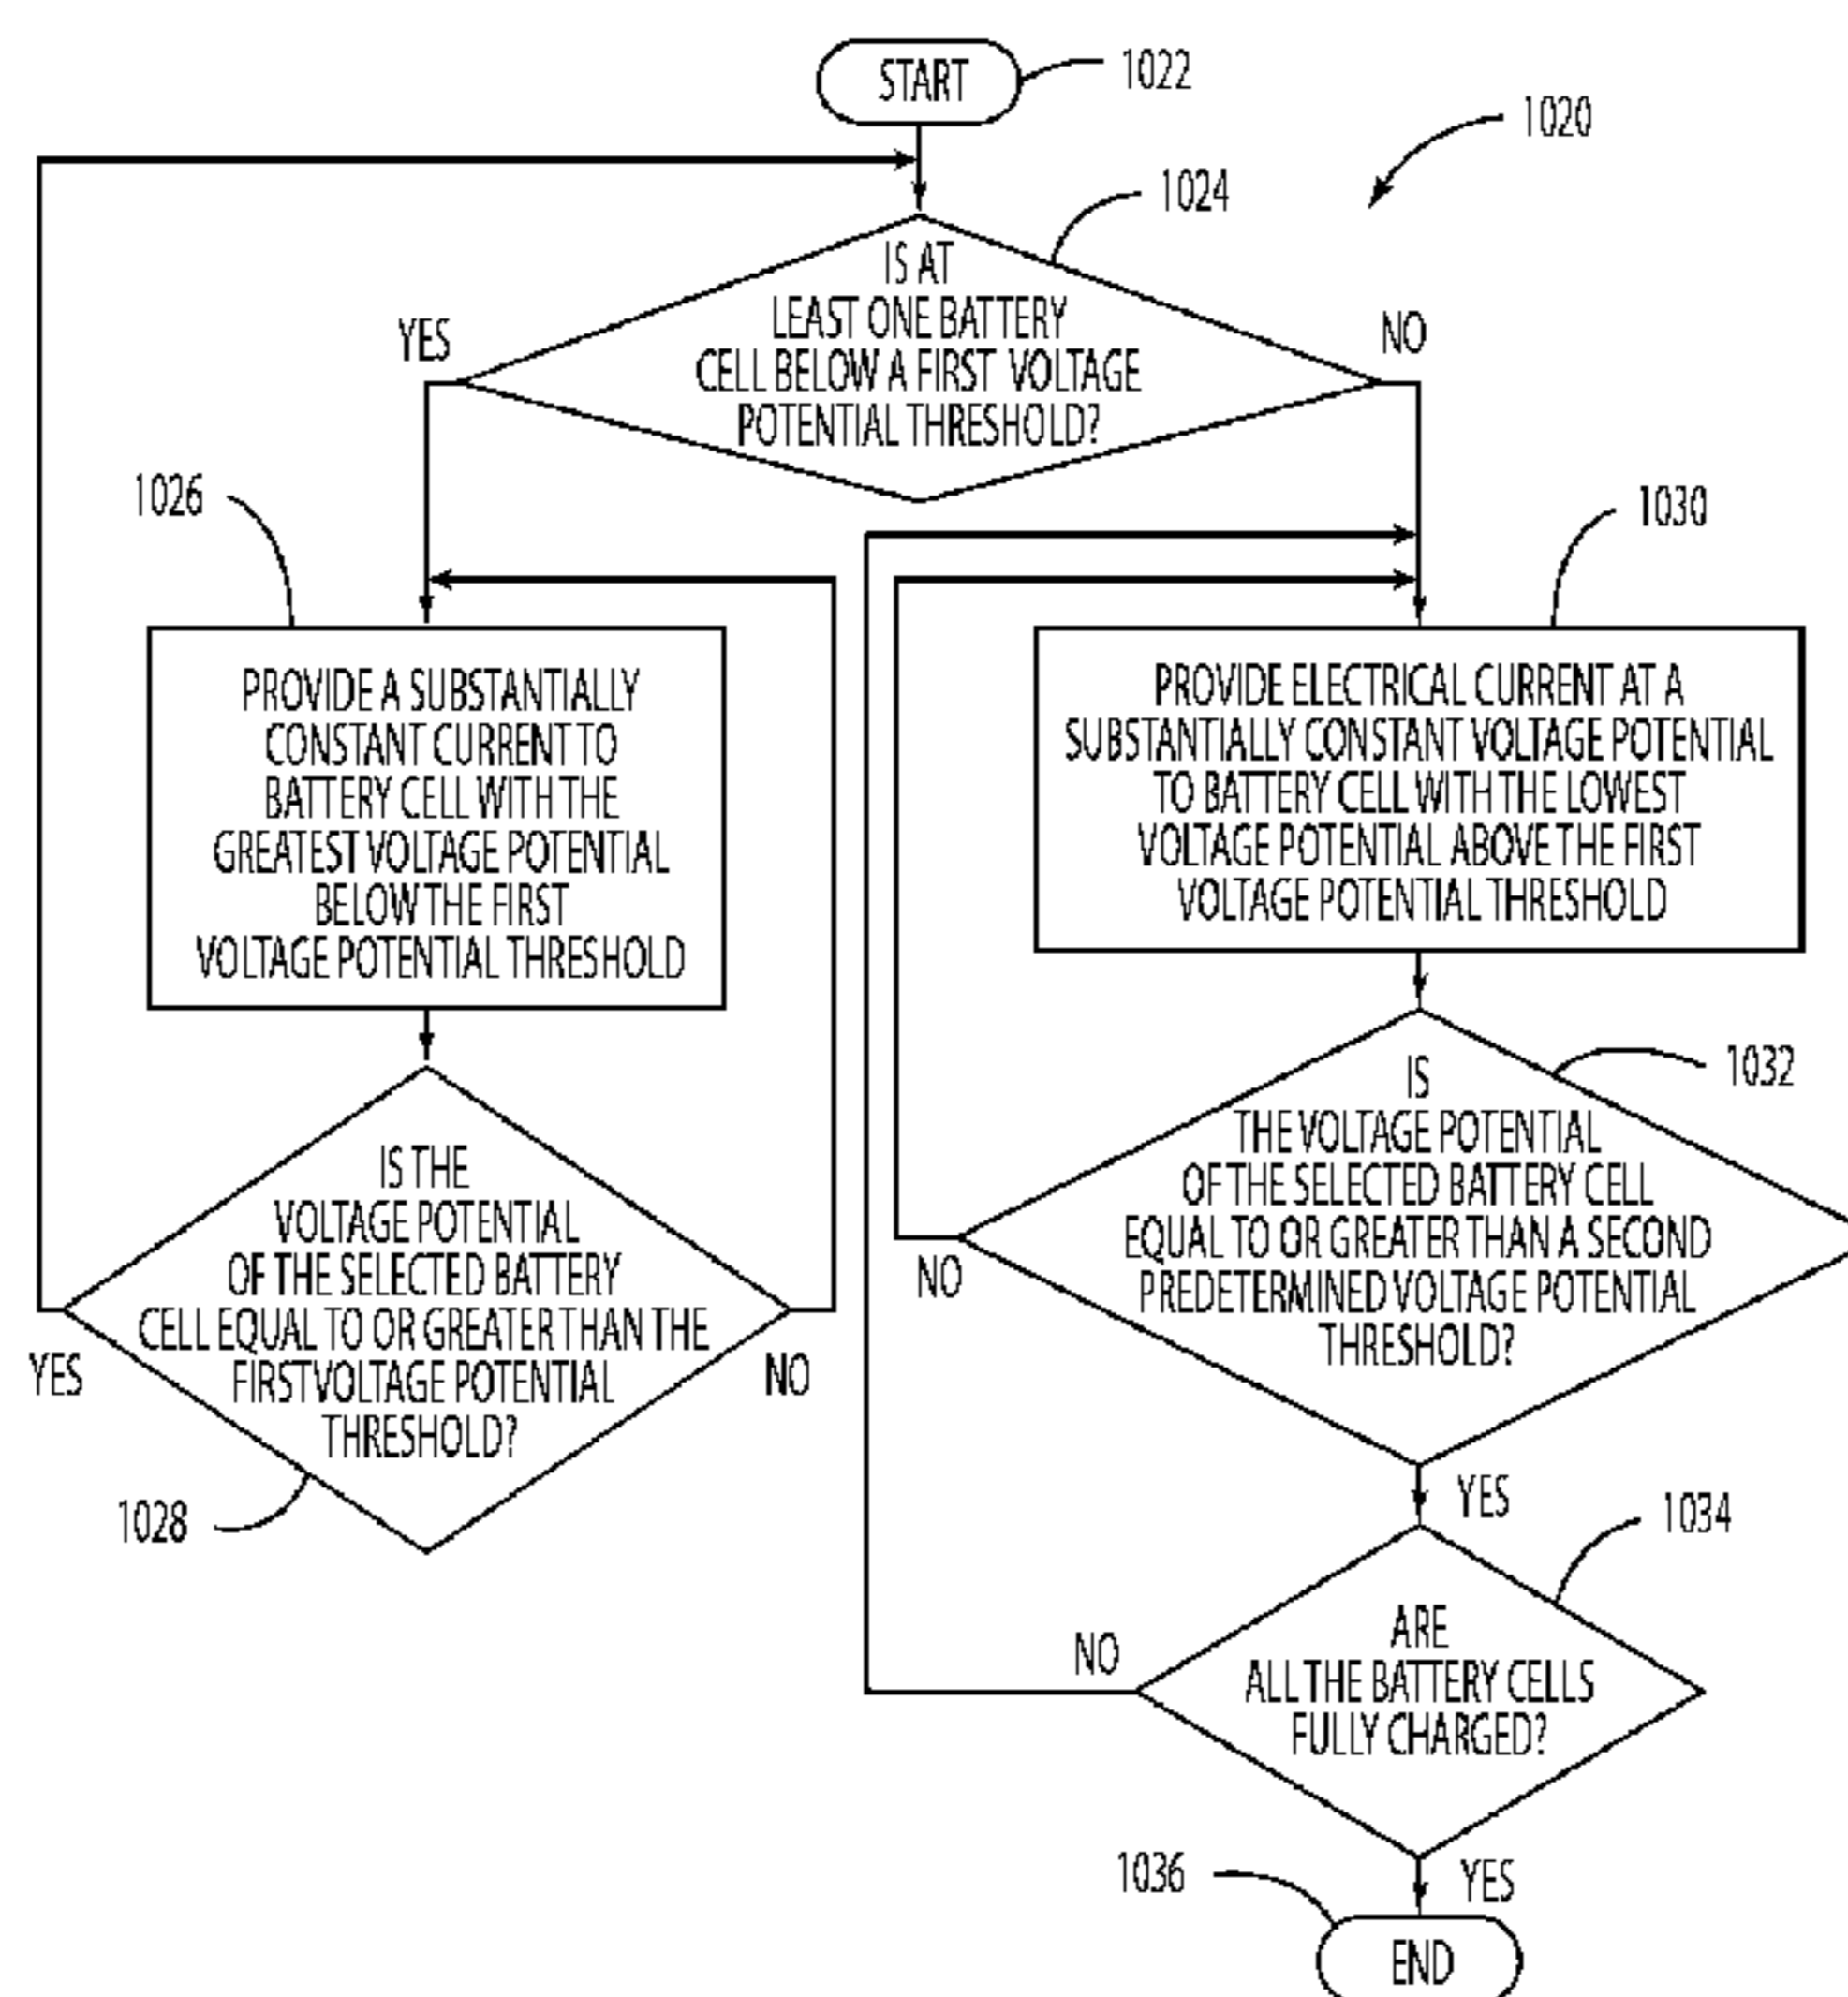 START
1022
1020
1024
IS AT
LEAST ONE BATTERY
CELL BELOW A FIRST VOLTAGE
POTENTIAL THRESHOLD?
YES
NO
1026
1030
PROVIDE A SUBSTANTIALLY
CONSTANT CURRENT TO
BATTERY CELL WITH THE
GREATEST VOLTAGE POTENTIAL
BELOW THE FIRST
VOLTAGE POTENTIAL THRESHOLD
PROVIDE ELECTRICAL CURRENT AT A
SUBSTANTIALLY CONSTANT VOLTAGE POTENTIAL
TO BATTERY CELL WITH THE LOWEST
VOLTAGE POTENTIAL ABOVE THE FIRST
VOLTAGE POTENTIAL THRESHOLD
IS THE
VOLTAGE POTENTIAL
OF THE SELECTED BATTERY
CELL EQUAL TO OR GREATER THAN THE
FIRST VOLTAGE POTENTIAL
THRESHOLD?
YES
NO
1028
1032
IS
THE VOLTAGE POTENTIAL
OF THE SELECTED BATTERY CELL
EQUAL TO OR GREATER THAN A SECOND
PREDETERMINED VOLTAGE POTENTIAL
THRESHOLD?
NO
YES
1034
ARE
ALL THE BATTERY CELLS
FULLY CHARGED?
NO
YES
1036
END